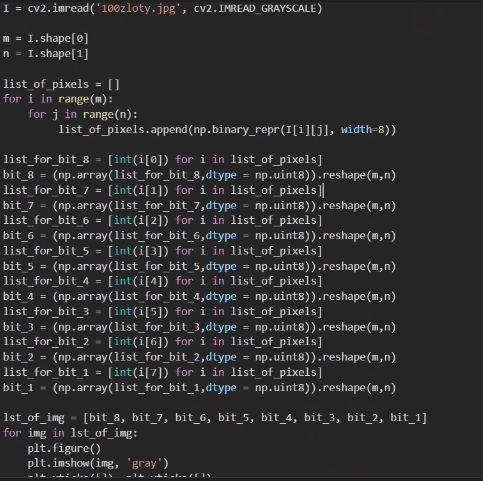 I = cv2.imread('100zloty.jpg', cv2.IMREAD_GRAYSCALE)
m = I.shape[0]
n = I.shape[1]
list_of_pixels = []
for i in range(m):
for j in range(n):
list_of_pixels.append(np.binary_repr(I[i][j], width=8))
list_for_bit_8 = [int(i[0]) for i in list_of_pixels]
bit_8 = (np.array(list_for_bit_8,dtype = np.uint8)).reshape(m,n)
list_for_bit_7 = [int(i[1]) for i in list_of_pixels]
bit_7 = (np.array(list_for_bit_7,dtype = np.uint8)).reshape(m,n)
list_for_bit_6 = [int(i[2]) for i in list_of_pixels]
bit_6 = (np.array(list_for_bit_6,dtype = np.uint8)).reshape(m,n)
list_for_bit_5 = [int(i[3]) for i in list_of_pixels]
bit_5 = (np.array(list_for_bit_5,dtype = np.uint8)).reshape(m,n)
list_for_bit_4 = [int(i[4]) for i in list_of_pixels]
bit_4 = (np.array(list_for_bit_4,dtype = np.uint8)).reshape(m,n)
list_for_bit_3 = [int(i[5]) for i in list_of_pixels]
bit_3 = (np.array(list_for_bit_3,dtype = np.uint8)).reshape(m,n)
list_for_bit_2 = [int(i[6]) for i in list_of_pixels]
bit_2 = (np.array(list_for_bit_2,dtype = np.uint8)).reshape(m,n)
list_for_bit_1 = [int(i[7]) for i in list_of_pixels]
bit_1 = (np.array(list_for_bit_1,dtype = np.uint8)).reshape(m,n)
lst_of_img = [bit_8, bit_7, bit_6, bit_5, bit_4, bit_3, bit_2, bit_1]
for img in lst_of_img:
plt.figure()
plt.imshow(img, 'gray')